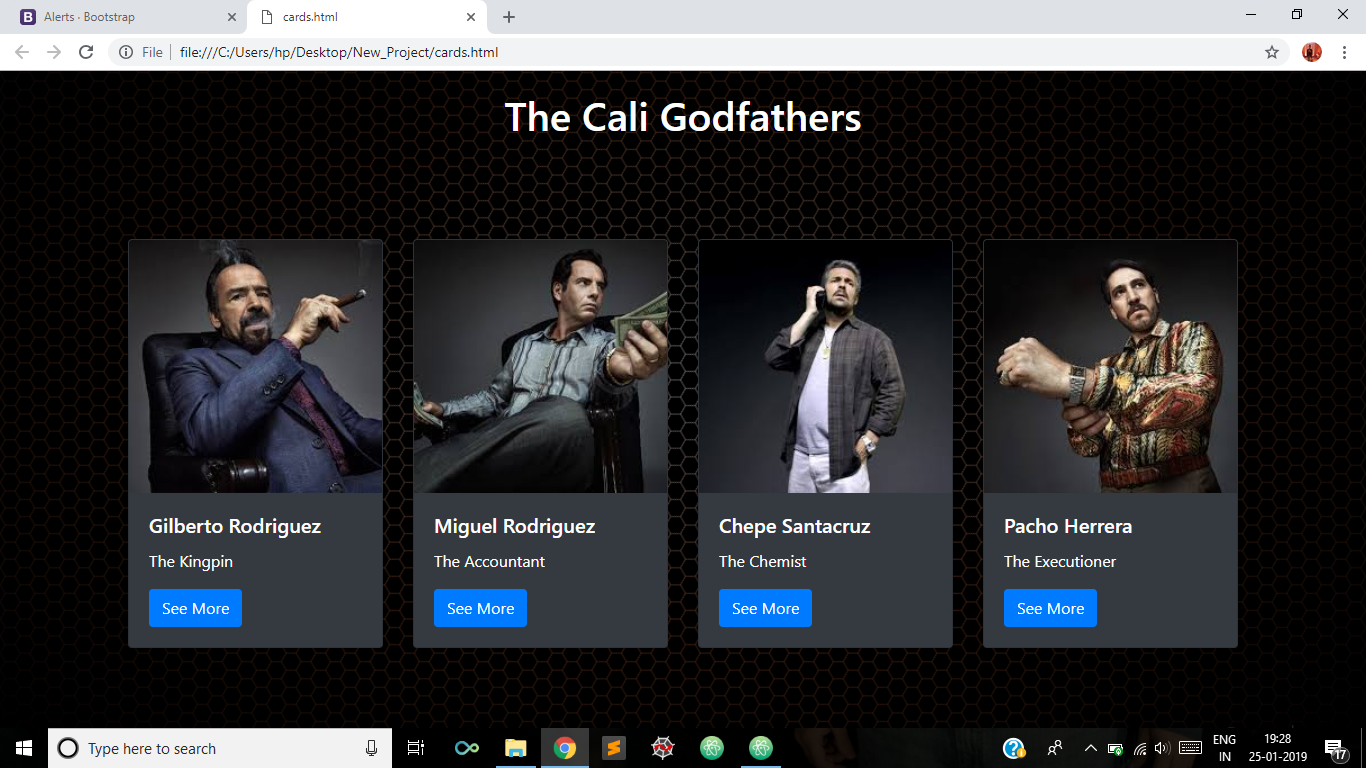 Alerts · Bootstrap
cards.html
File
file:///C:/Users/hp/Desktop/New_Project/cards.html
The Cali Godfathers
Gilberto Rodriguez
The Kingpin
See More
Miguel Rodriguez
The Accountant
See More
Chepe Santacruz
The Chemist
See More
Pacho Herrera
The Executioner
See More
Type here to search
ENG
IN
19:28
25-01-2019
17